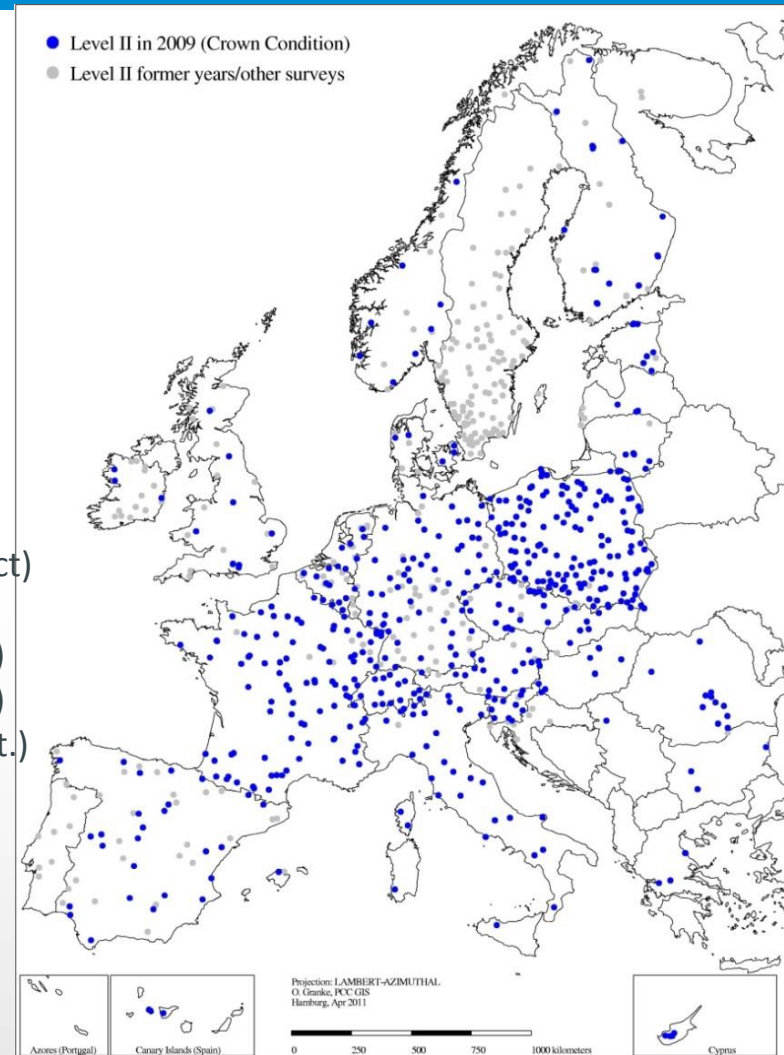 Level II in 2009 (Crown Condition)
Level II former years/other surveys
ct)
)
)
t.)
Projection: LAMBERT-AZIMUTHAL
O. Granke, PCC GIS
Hamburg, Apr 2011
0 250 500 750 1000 kilometers
Azores (Portugal)
Canary Islands (Spain)
Cyprus